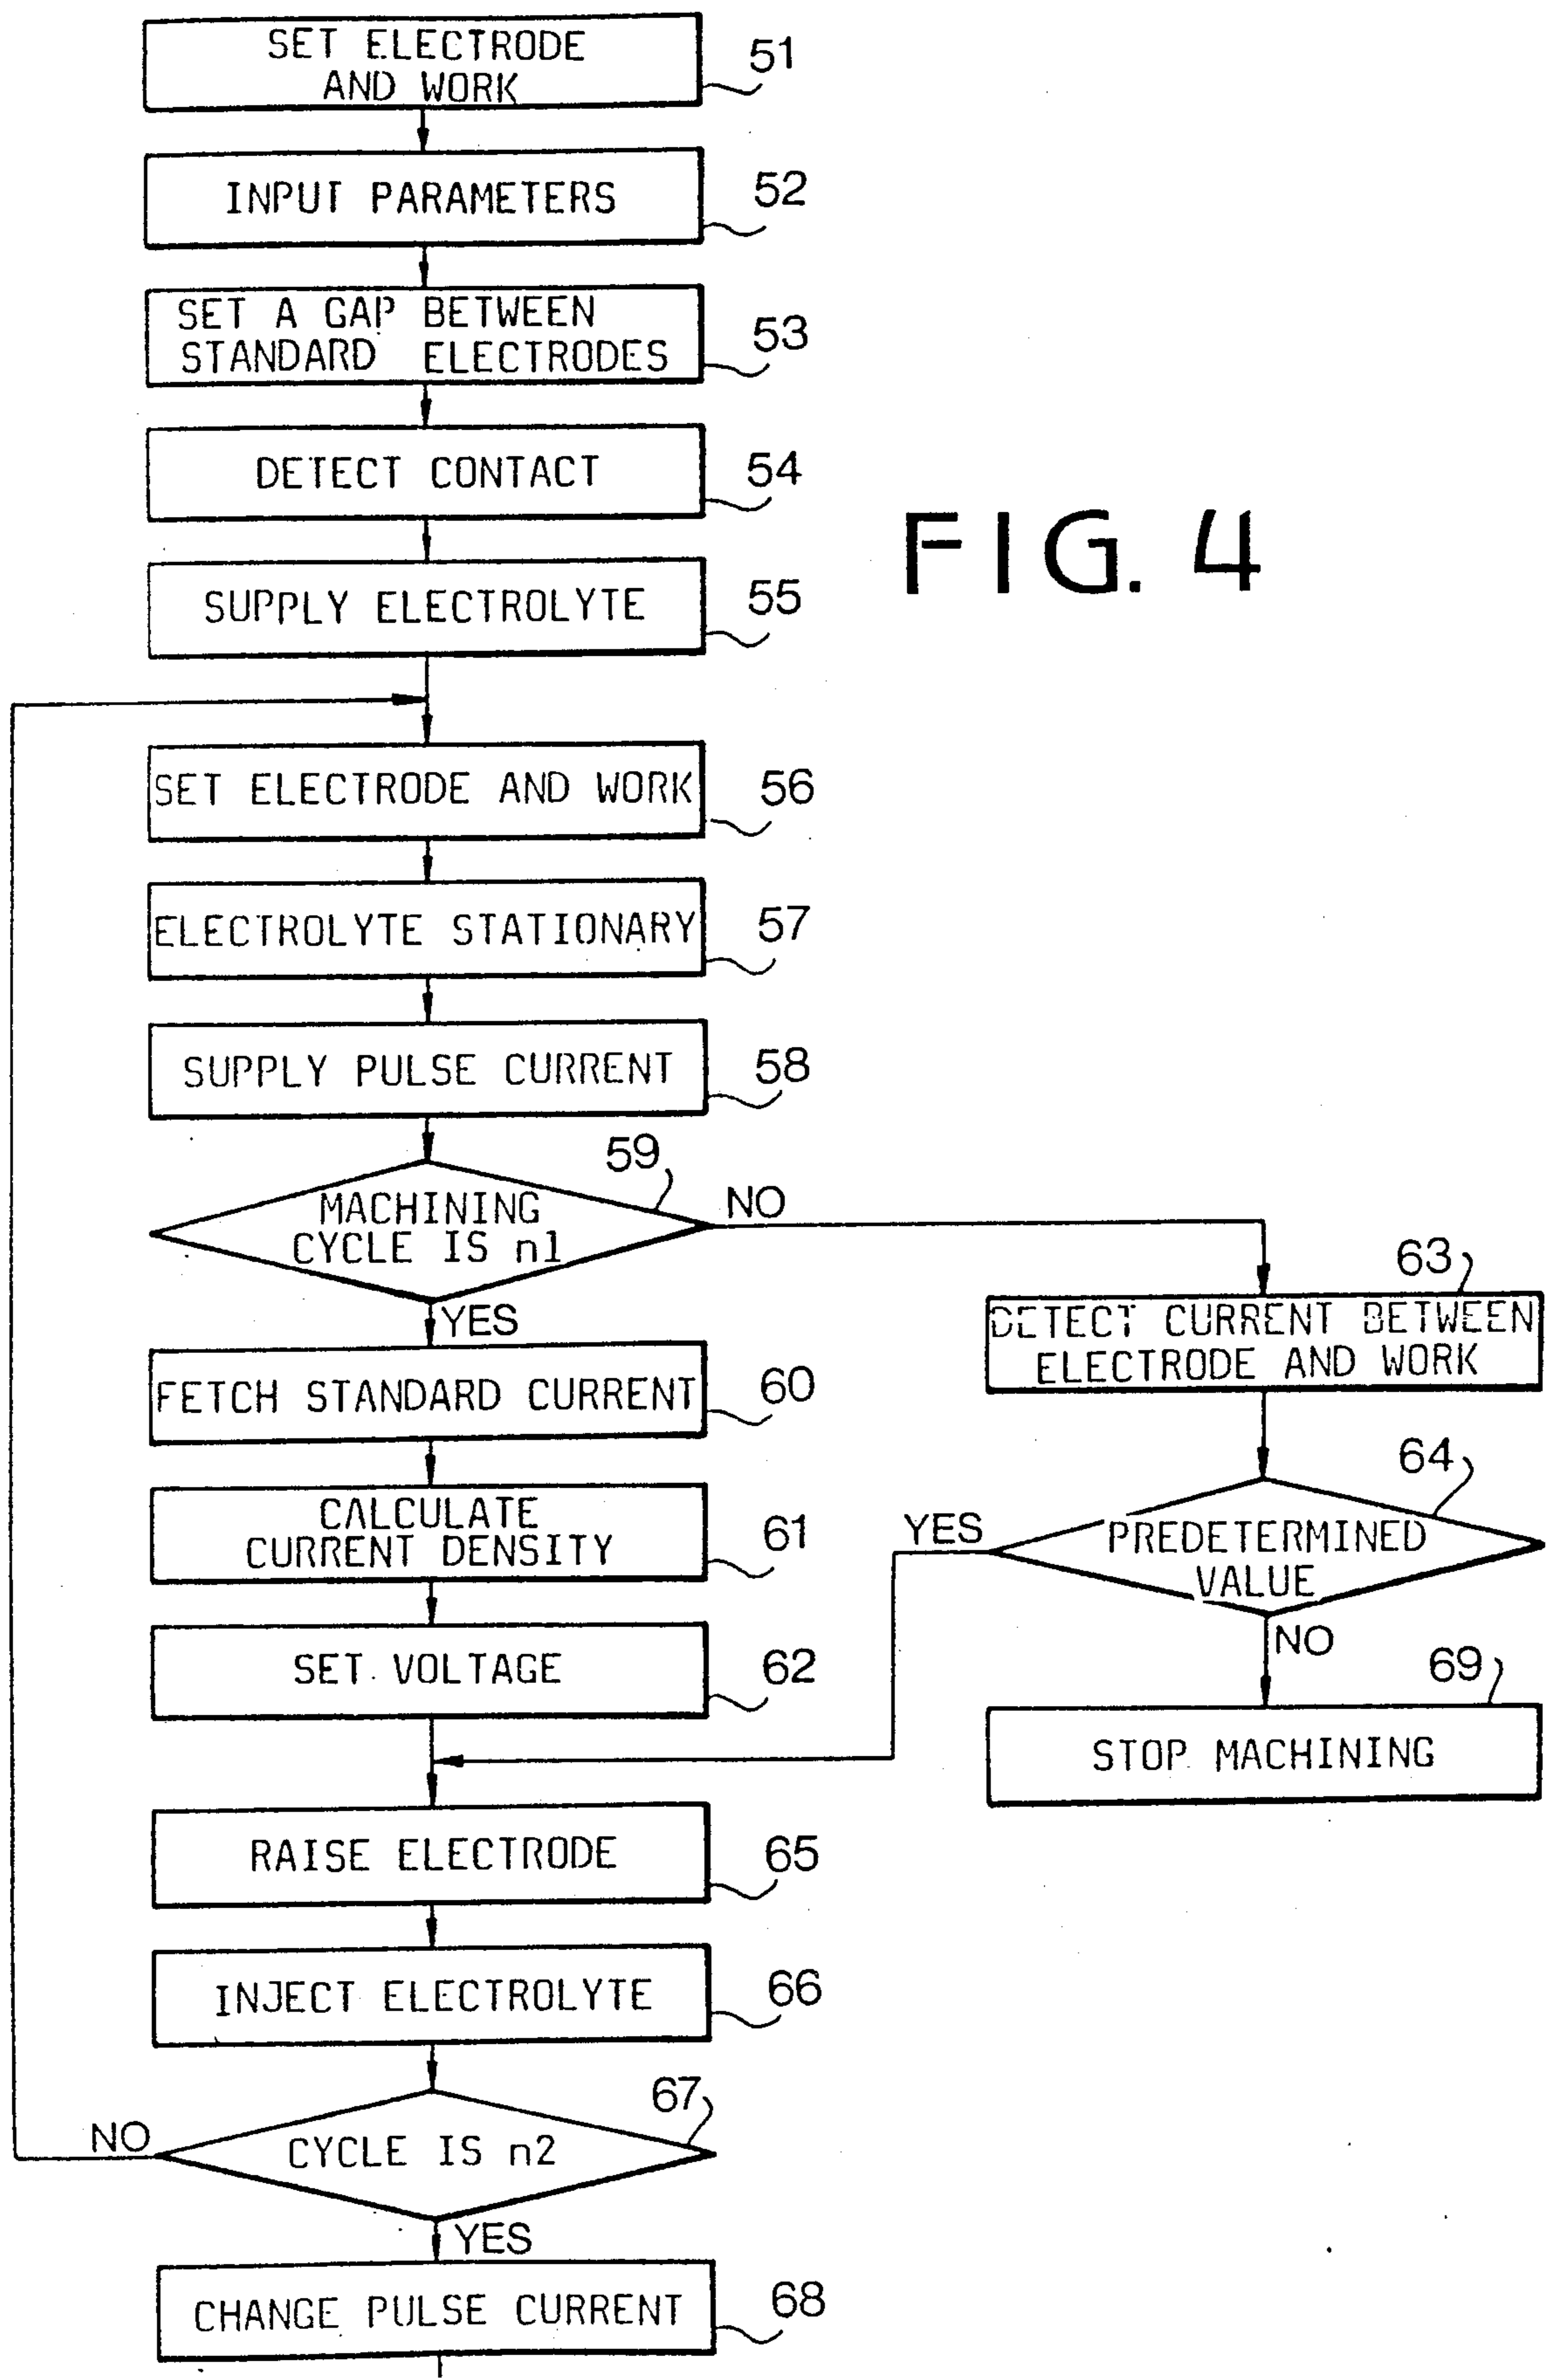 SET ELECTRODE
AND WORK
51
INPUT PARAMETERS
52
SET A GAP BETWEEN
STANDARD ELECTRODES
53
DETECT CONTACT
54
FIG. 4
SUPPLY ELECTROLYTE
55
SET ELECTRODE AND WORK
56
ELECTROLYTE STATIONARY
57
SUPPLY PULSE CURRENT
58
59
MACHINING
CYCLE IS n1
NO
YES
63
DETECT CURRENT BETWEEN
ELECTRODE AND WORK
FETCH STANDARD CURRENT
60
64
PREDETERMINED
VALUE
YES
NO
CALCULATE
CURRENT DENSITY
61
SET VOLTAGE
62
69
STOP MACHINING
RAISE ELECTRODE
65
INJECT ELECTROLYTE
66
67
NO
CYCLE IS n2
YES
CHANGE PULSE CURRENT
68